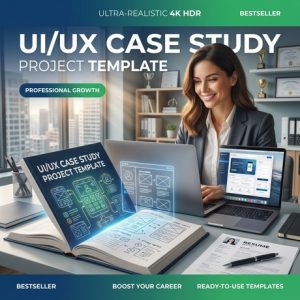 ULTRA-REALISTIC 4K HDR
BESTSELLER
UI/UX CASE STUDY
PROJECT TEMPLATE
PROFESSIONAL GROWTH
UI/UX CASE STUDY
PROJECT TEMPLATE
RESUME
BESTSELLER
BOOST YOUR CAREER
READY-TO-USE TEMPLATES